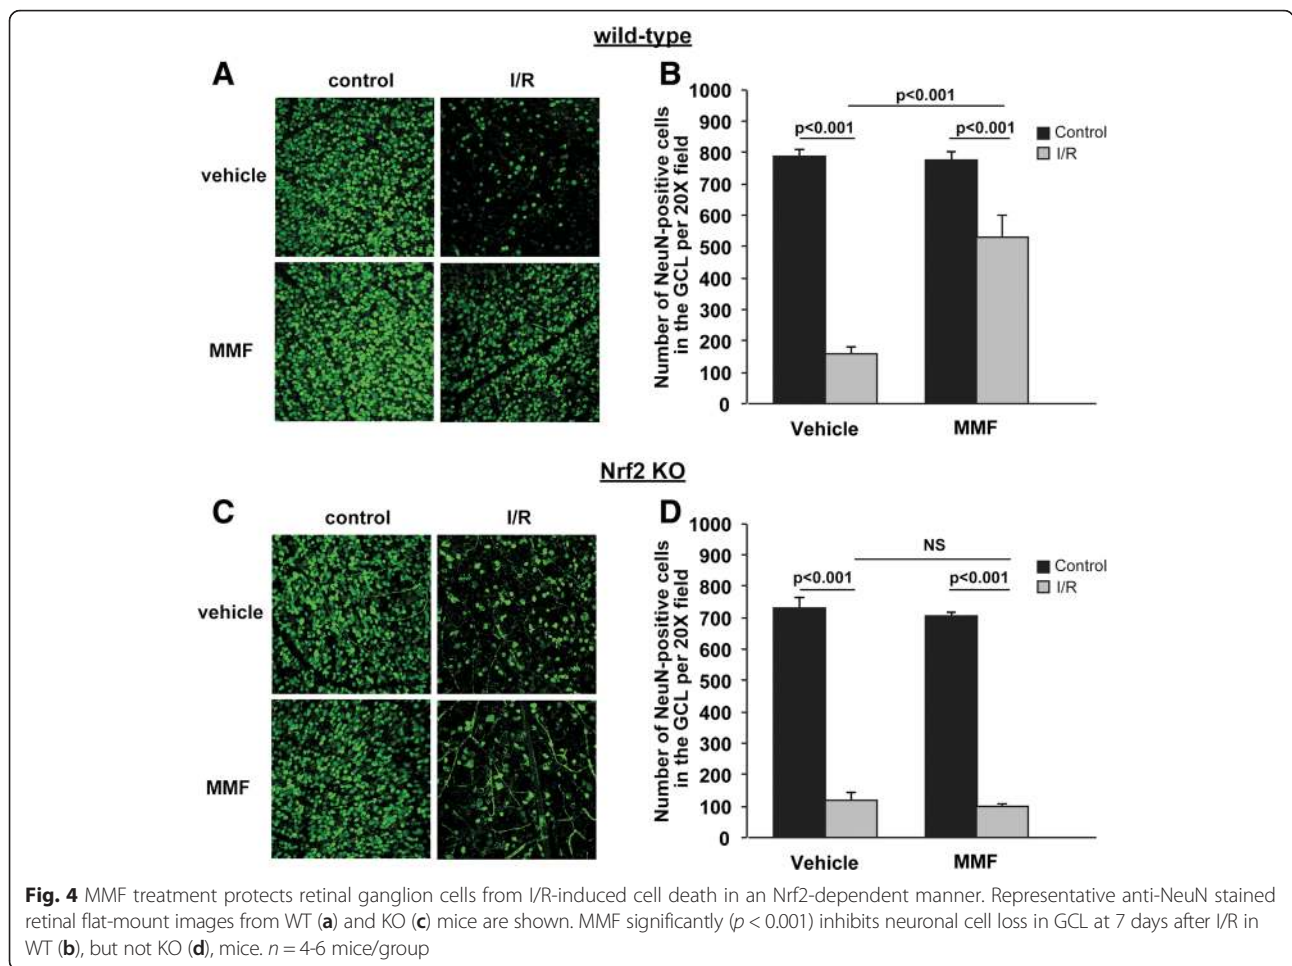 wild-type
A
control
I/R
vehicle
MMF
B
Number of NeuN-positive cells
in the GCL per 20X field
1000
900
800
700
600
500
400
300
200
100
0
p<0.001
p<0.001
p<0.001
Control
I/R
Vehicle
MMF
Nrf2 KO
C
control
I/R
vehicle
MMF
D
Number of NeuN-positive cells
in the GCL per 20X field
1000
900
800
700
600
500
400
300
200
100
0
NS
p<0.001
p<0.001
Control
I/R
Vehicle
MMF
Fig. 4 MMF treatment protects retinal ganglion cells from I/R-induced cell death in an Nrf2-dependent manner. Representative anti-NeuN stained
retinal flat-mount images from WT (a) and KO (c) mice are shown. MMF significantly (p < 0.001) inhibits neuronal cell loss in GCL at 7 days after I/R in
WT (b), but not KO (d), mice. n = 4-6 mice/group